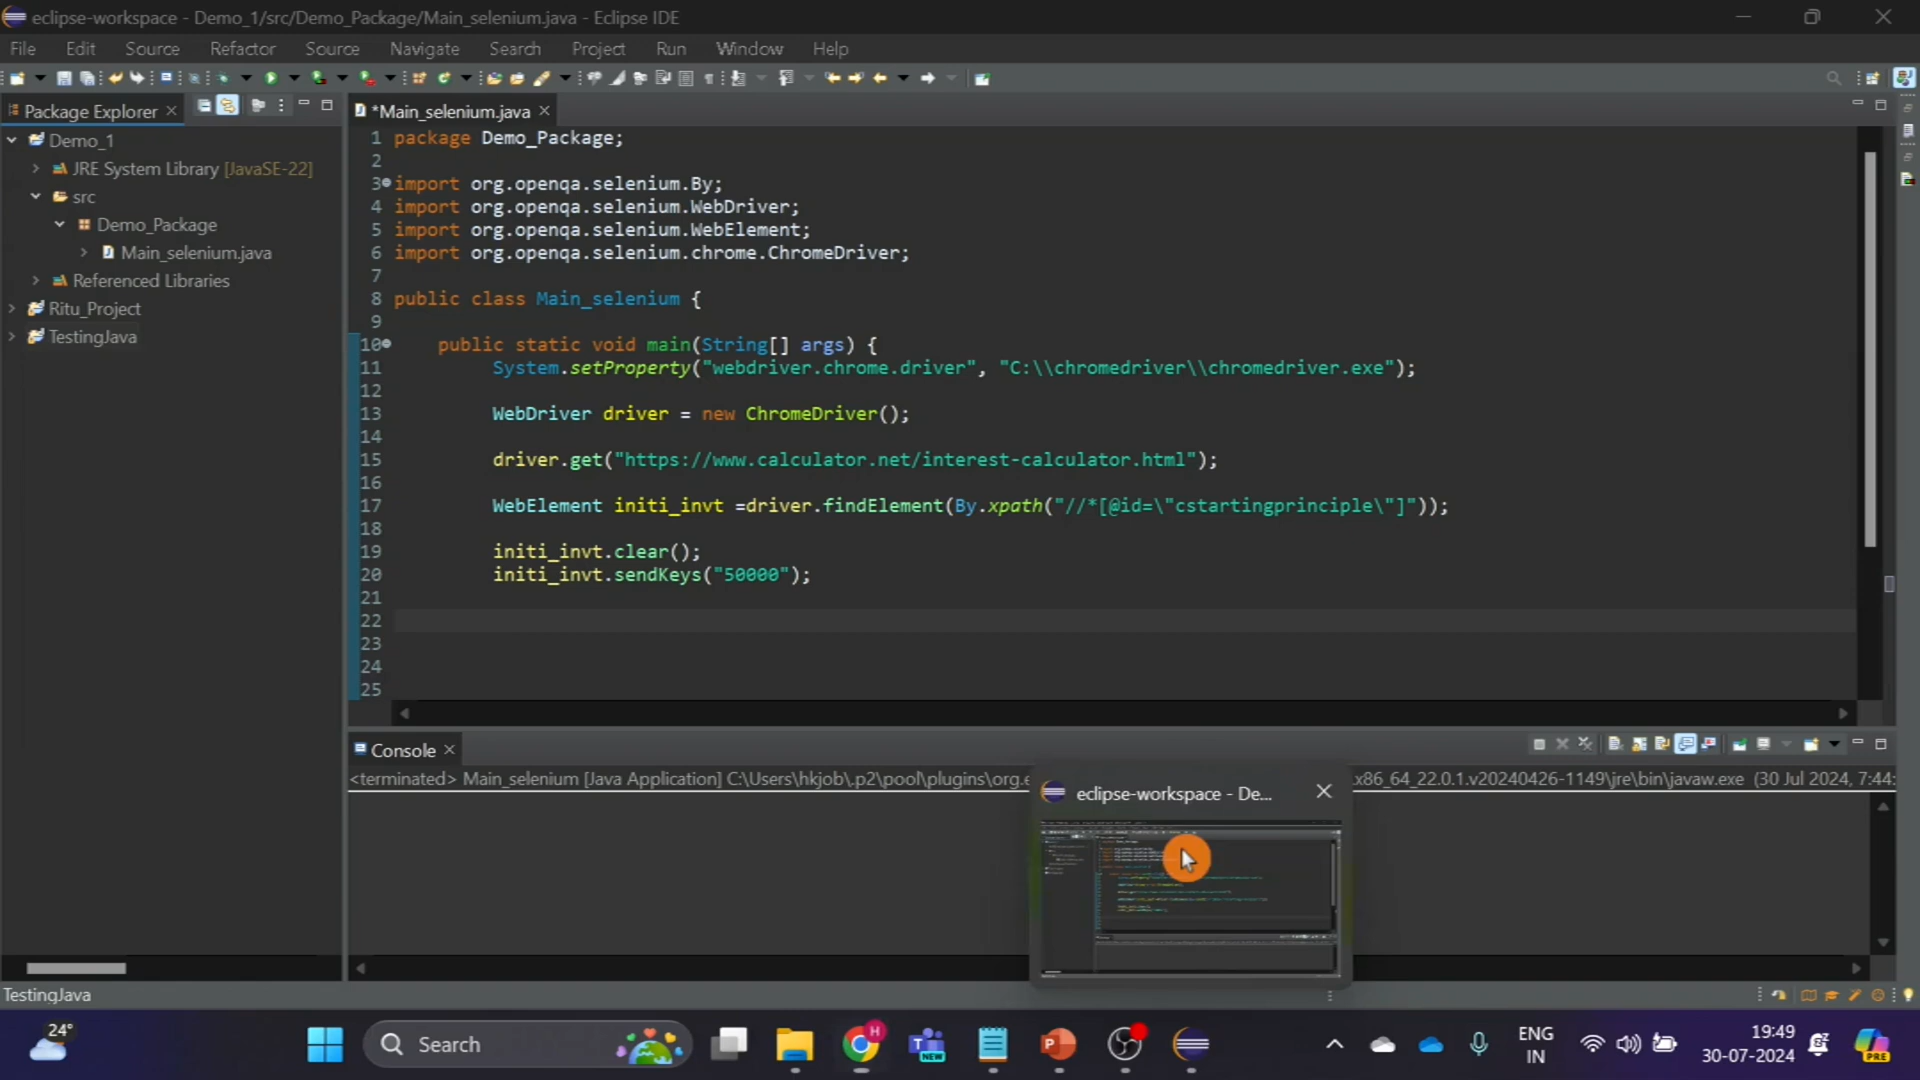 eclipse-workspace - Demo_1/src/Demo_Package/Main_selenium.java - Eclipse IDE
File Edit Source Refactor Source Navigate Search Project Run Window Help
Package Explorer
*Main_selenium.java
Demo_1
JRE System Library [JavaSE-22]
src
Demo_Package
Main_selenium.java
Referenced Libraries
Ritu_Project
TestingJava
1 package Demo_Package;
2
3 import org.openqa.selenium.By;
4 import org.openqa.selenium.WebDriver;
5 import org.openqa.selenium.WebElement;
6 import org.openqa.selenium.chrome.ChromeDriver;
7
8 public class Main_selenium {
9
10 public static void main(String[] args) {
11 System.setProperty("webdriver.chrome.driver", "C:\\chromedriver\\chromedriver.exe");
12
13 WebDriver driver = new ChromeDriver();
14
15 driver.get("https://www.calculator.net/interest-calculator.html");
16
17 WebElement initi_invt =driver.findElement(By.xpath("//*[@id=\"cstartingprinciple\"]"));
18
19 initi_invt.clear();
20 initi_invt.sendKeys("50000");
21
22
23
24
25
Console
<terminated> Main_selenium [Java Application] C:\Users\hkjob\.p2\pool\plugins\org.e x86_64_22.0.1.v20240426-1149\jre\bin\javaw.exe (30 Jul 2024, 7:44:
eclipse-workspace - De...
TestingJava
24°
Search
H
NEW
ENG
IN
19:49
30-07-2024
PRE